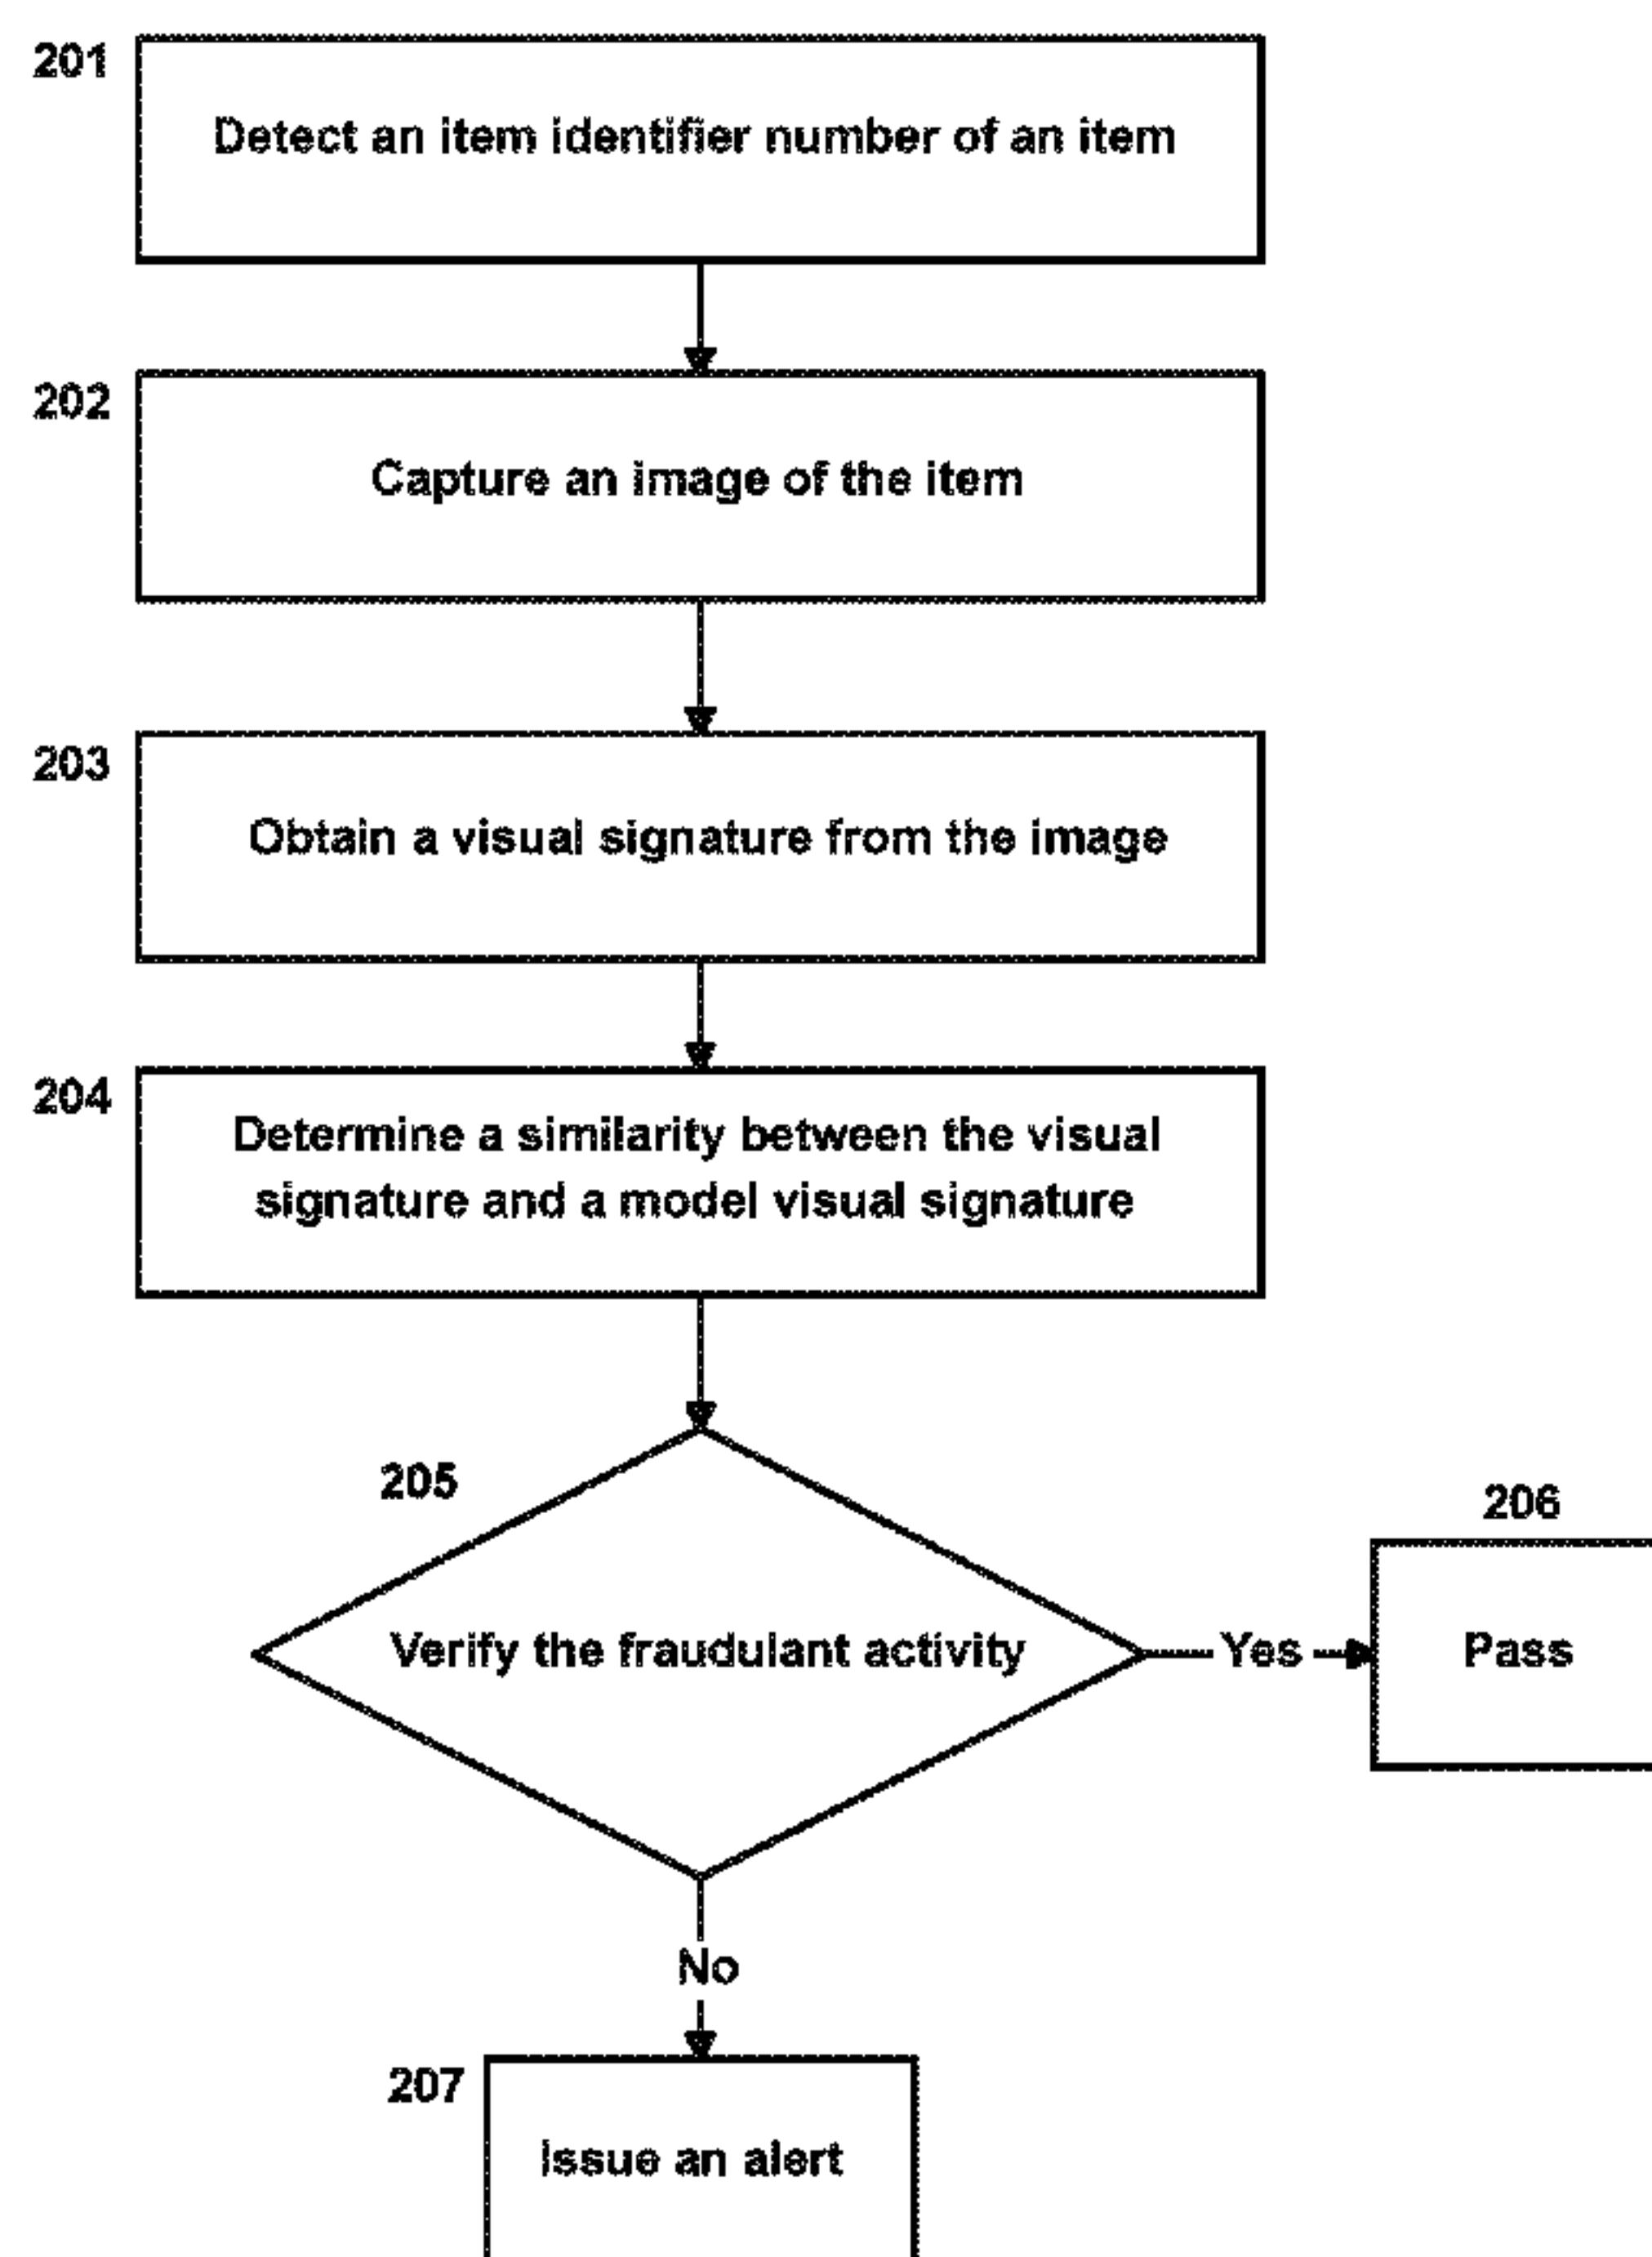 201
Detect an item identifier number of an item
202
Capture an image of the item
203
Obtain a visual signature from the image
204
Determine a similarity between the visual
signature and a model visual signature
205
Verify the fraudulant activity
Yes
206
Pass
No
207
Issue an alert